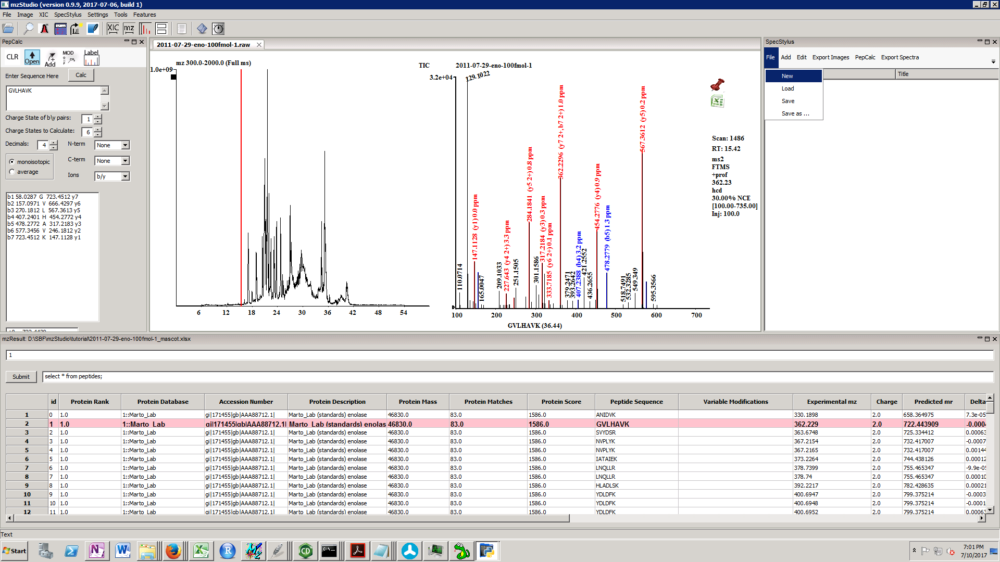 mzStudio (version 0.9.9, 2017-07-06, build 1)
File Image XIC SpecStylus Settings Tools Features
XIC mz
PepCalc
CLR Open Add MOD Label
Enter Sequence Here Calc
GVLHAVK
Charge State of b\y pairs: 1
Charge States to Calculate: 6
Decimals: 4 N-term None
monoisotopic
average
C-term None
Ions b/y
b1 58.0287 G 723.4512 y7
b2 157.0971 V 666.4297 y6
b3 270.1812 L 567.3613 y5
b4 407.2401 H 454.2772 y4
b5 478.2772 A 317.2183 y3
b6 577.3456 V 246.1812 y2
b7 723.4512 K 147.1128 y1
2011-07-29-eno-100fmol-1.raw
mz 300.0-2000.0 (Full ms)
TIC
1.0e+09
6 12 18 24 30 36 42 48 54
2011-07-29-eno-100fmol-1
3.2e+04
110.0714
129.1022
147.1128 (y1) 0.0 ppm
165.0047
209.1033
227.643 (y4 2+) 3.3 ppm
251.1505
284.1841 (y5 2+) 0.8 ppm
301.1586
317.2184 (y3) 0.3 ppm
333.7185 (y6 2+) 0.1 ppm
362.2296 (y7 2+, b7 2+) 1.0 ppm
379.2471
393.2642
407.2388 (b4) 3.2 ppm
421.2552
436.2655
454.2776 (y4) 0.9 ppm
478.2779 (b5) 1.3 ppm
518.7491
532.3285
549.349
567.3612 (y5) 0.2 ppm
595.3566
100 200 300 400 500 600 700
GVLHAVK (36.44)
Scan: 1486
RT: 15.42
ms2
FTMS
+prof
362.23
hcd
30.00% NCE
[100.00-735.00]
Inj: 100.0
SpecStylus
File Add Edit Export Images PepCalc Export Spectra
Title
New
Load
Save
Save as ...
mzResult: D:\SBF\mzStudio\tutorial\2011-07-29-eno-100fmol-1_mascot.xlsx
1
Submit select * from peptides;
id Protein Rank Protein Database Accession Number Protein Description Protein Mass Protein Matches Protein Score Peptide Sequence Variable Modifications Experimental mz Charge Predicted mr Delta
1 0 1.0 1::Marto_Lab gi|171455|gb|AAA88712.1| Marto_Lab (standards) enolase 46830.0 83.0 1586.0 ANIDVK 330.1898 2.0 658.364975 7.3e-05
2 1 1.0 1::Marto_Lab gi|171455|gb|AAA88712.1| Marto_Lab (standards) enolas 46830.0 83.0 1586.0 GVLHAVK 362.229 2.0 722.443909 -0.0004
3 2 1.0 1::Marto_Lab gi|171455|gb|AAA88712.1| Marto_Lab (standards) enolase 46830.0 83.0 1586.0 SVYDSR 363.6748 2.0 725.334412 0.00063
4 3 1.0 1::Marto_Lab gi|171455|gb|AAA88712.1| Marto_Lab (standards) enolase 46830.0 83.0 1586.0 NVPLYK 367.2154 2.0 732.417007 -0.0007
5 4 1.0 1::Marto_Lab gi|171455|gb|AAA88712.1| Marto_Lab (standards) enolase 46830.0 83.0 1586.0 NVPLYK 367.2165 2.0 732.417007 0.00144
6 5 1.0 1::Marto_Lab gi|171455|gb|AAA88712.1| Marto_Lab (standards) enolase 46830.0 83.0 1586.0 IATAIEK 373.2264 2.0 744.438126 0.00012
7 6 1.0 1::Marto_Lab gi|171455|gb|AAA88712.1| Marto_Lab (standards) enolase 46830.0 83.0 1586.0 LNQLLR 378.7399 2.0 755.465347 -9.9e-05
8 7 1.0 1::Marto_Lab gi|171455|gb|AAA88712.1| Marto_Lab (standards) enolase 46830.0 83.0 1586.0 LNQLLR 378.74 2.0 755.465347 0.00010
9 8 1.0 1::Marto_Lab gi|171455|gb|AAA88712.1| Marto_Lab (standards) enolase 46830.0 83.0 1586.0 HLADLSK 392.2217 2.0 782.428635 0.00021
10 9 1.0 1::Marto_Lab gi|171455|gb|AAA88712.1| Marto_Lab (standards) enolase 46830.0 83.0 1586.0 YDLDFK 400.6947 2.0 799.375214 -0.0003
11 10 1.0 1::Marto_Lab gi|171455|gb|AAA88712.1| Marto_Lab (standards) enolase 46830.0 83.0 1586.0 YDLDFK 400.6948 2.0 799.375214 -0.0001
12 11 1.0 1::Marto_Lab gi|171455|gb|AAA88712.1| Marto_Lab (standards) enolase 46830.0 83.0 1586.0 YDLDFK 400.6952 2.0 799.375214 0.00063
Text
Start
7:01 PM
7/10/2017